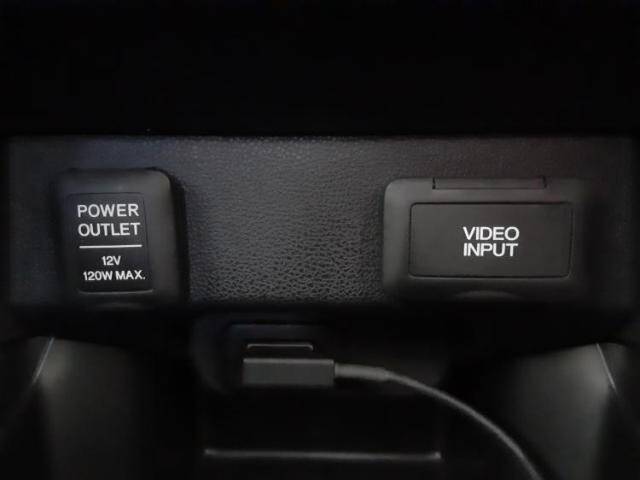 POWER
OUTLET
12V
120W MAX.
VIDEO
INPUT